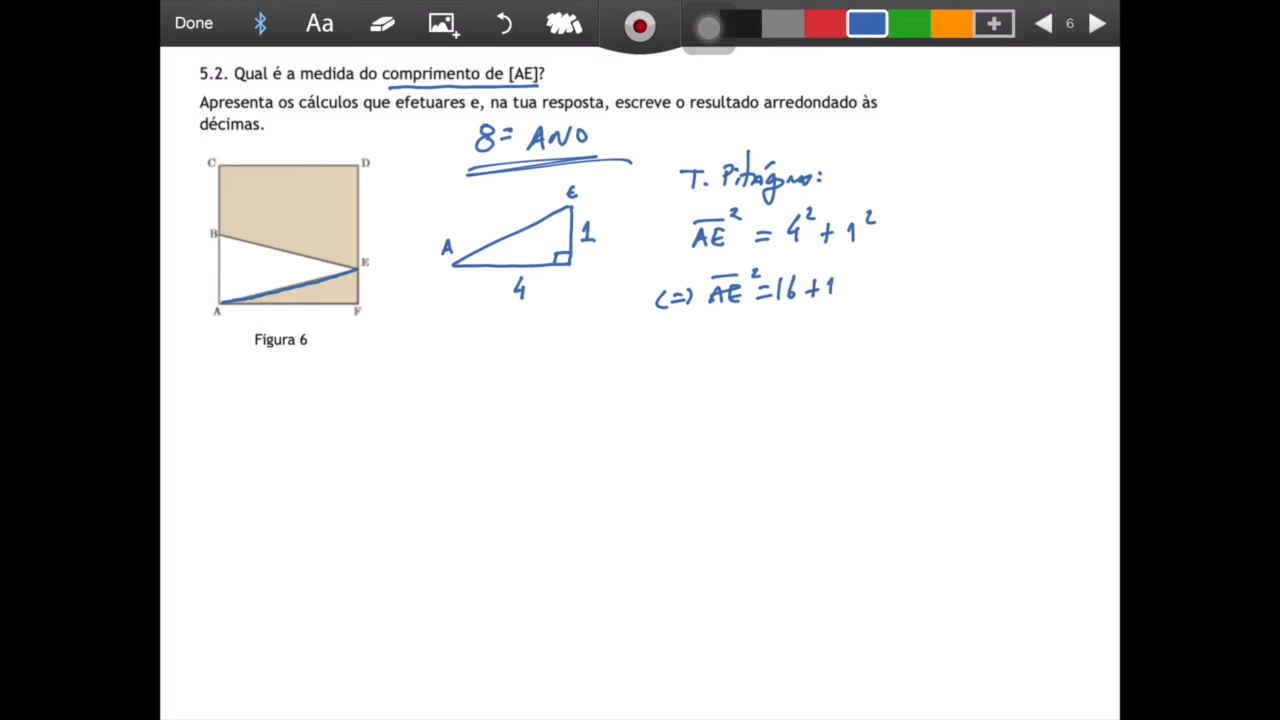 Done Aa 6
5.2. Qual é a medida do comprimento de [AE]?
Apresenta os cálculos que efetuares e, na tua resposta, escreve o resultado arredondado às
décimas.
8= ANO
C D
B
E
A F
Figura 6
A E
1
4
T. Pitágoras:
AE² = 4² + 1²
(=) AE² = 16 + 1